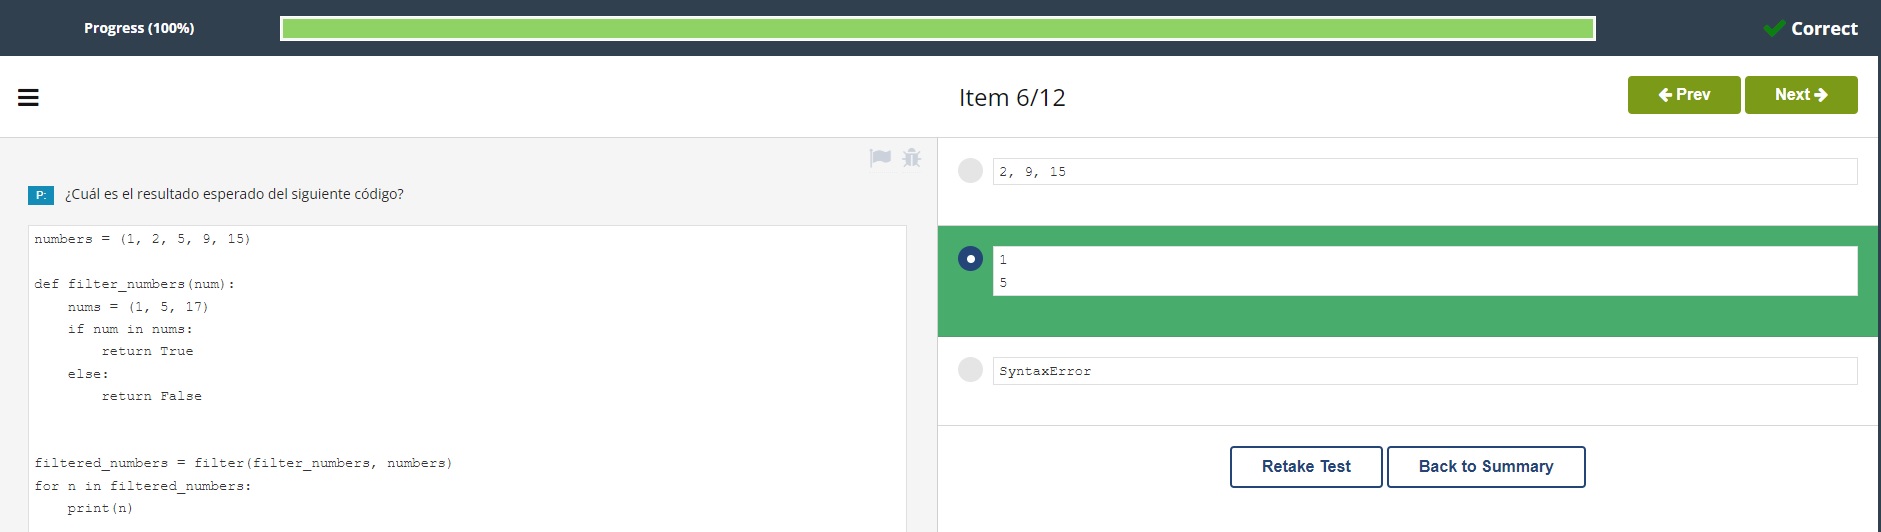 Progress (100%)
Correct
Item 6/12
Prev
Next
P:
¿Cuál es el resultado esperado del siguiente código?
numbers = (1, 2, 5, 9, 15)
def filter_numbers(num):
    nums = (1, 5, 17)
    if num in nums:
        return True
    else:
        return False
filtered_numbers = filter(filter_numbers, numbers)
for n in filtered_numbers:
    print(n)
2, 9, 15
1
5
SyntaxError
Retake Test
Back to Summary